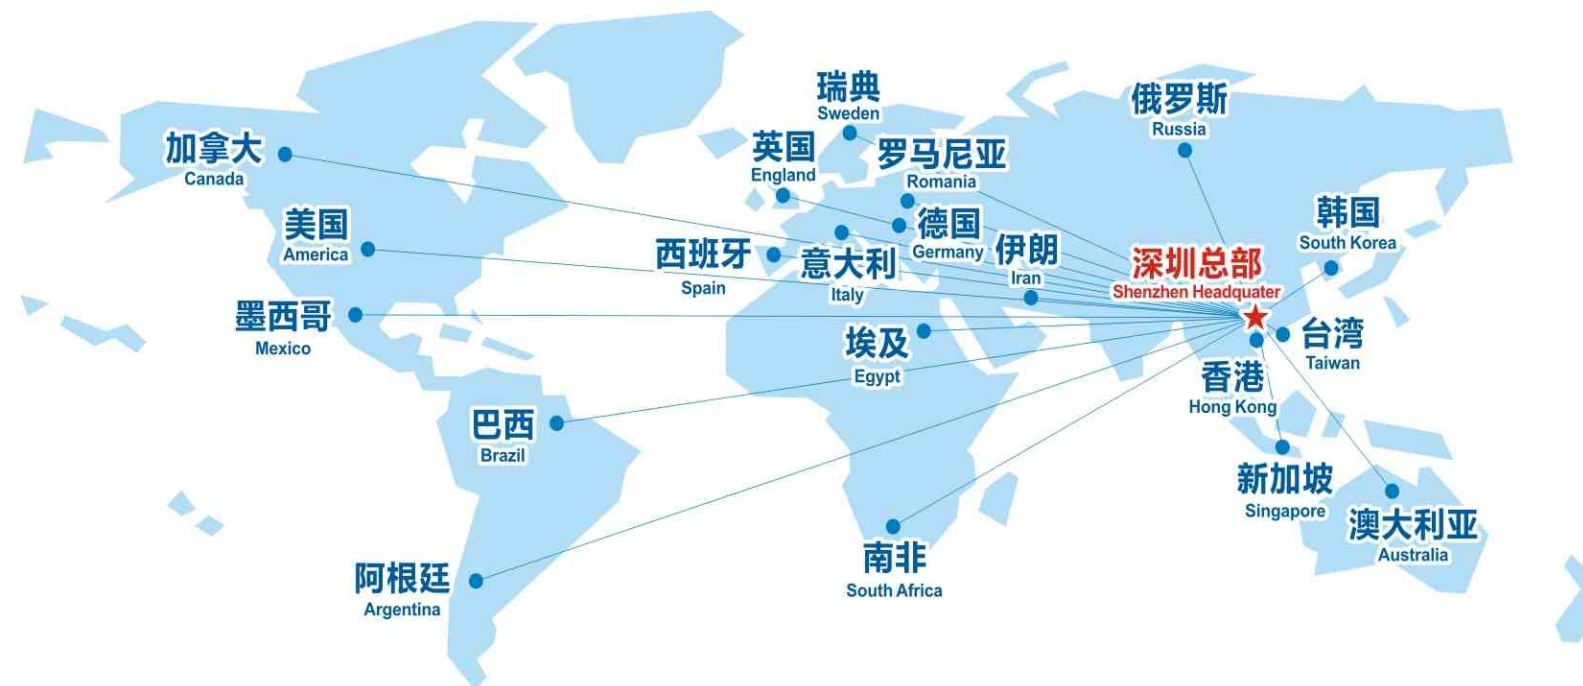 瑞典
Sweden
俄罗斯
Russia
加拿大
Canada
英国
England
罗马尼亚
Romania
美国
America
韩国
South Korea
西班牙
Spain
意大利
Italy
德国
Germany
伊朗
Iran
深圳总部
Shenzhen Headquater
墨西哥
Mexico
埃及
Egypt
台湾
Taiwan
香港
Hong Kong
巴西
Brazil
新加坡
Singapore
澳大利亚
Australia
南非
South Africa
阿根廷
Argentina